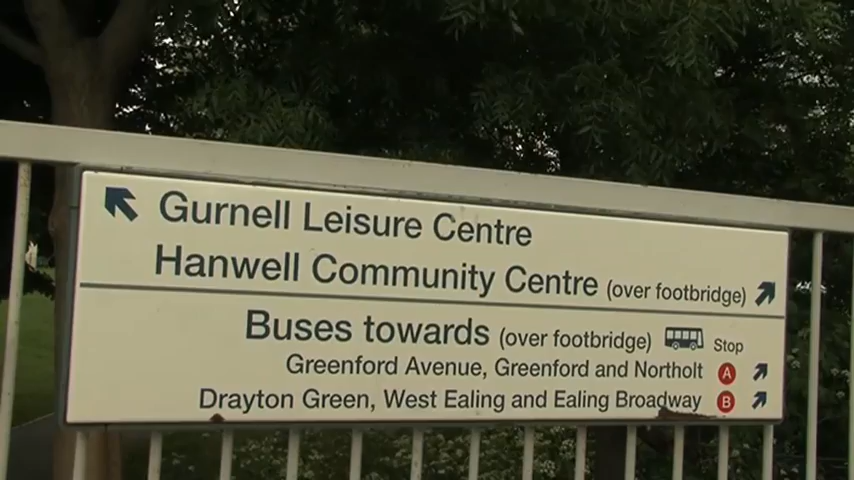 Gurnell Leisure Centre
Hanwell Community Centre (over footbridge)
Buses towards (over footbridge) Stop
Greenford Avenue, Greenford and Northolt A
Drayton Green, West Ealing and Ealing Broadway B